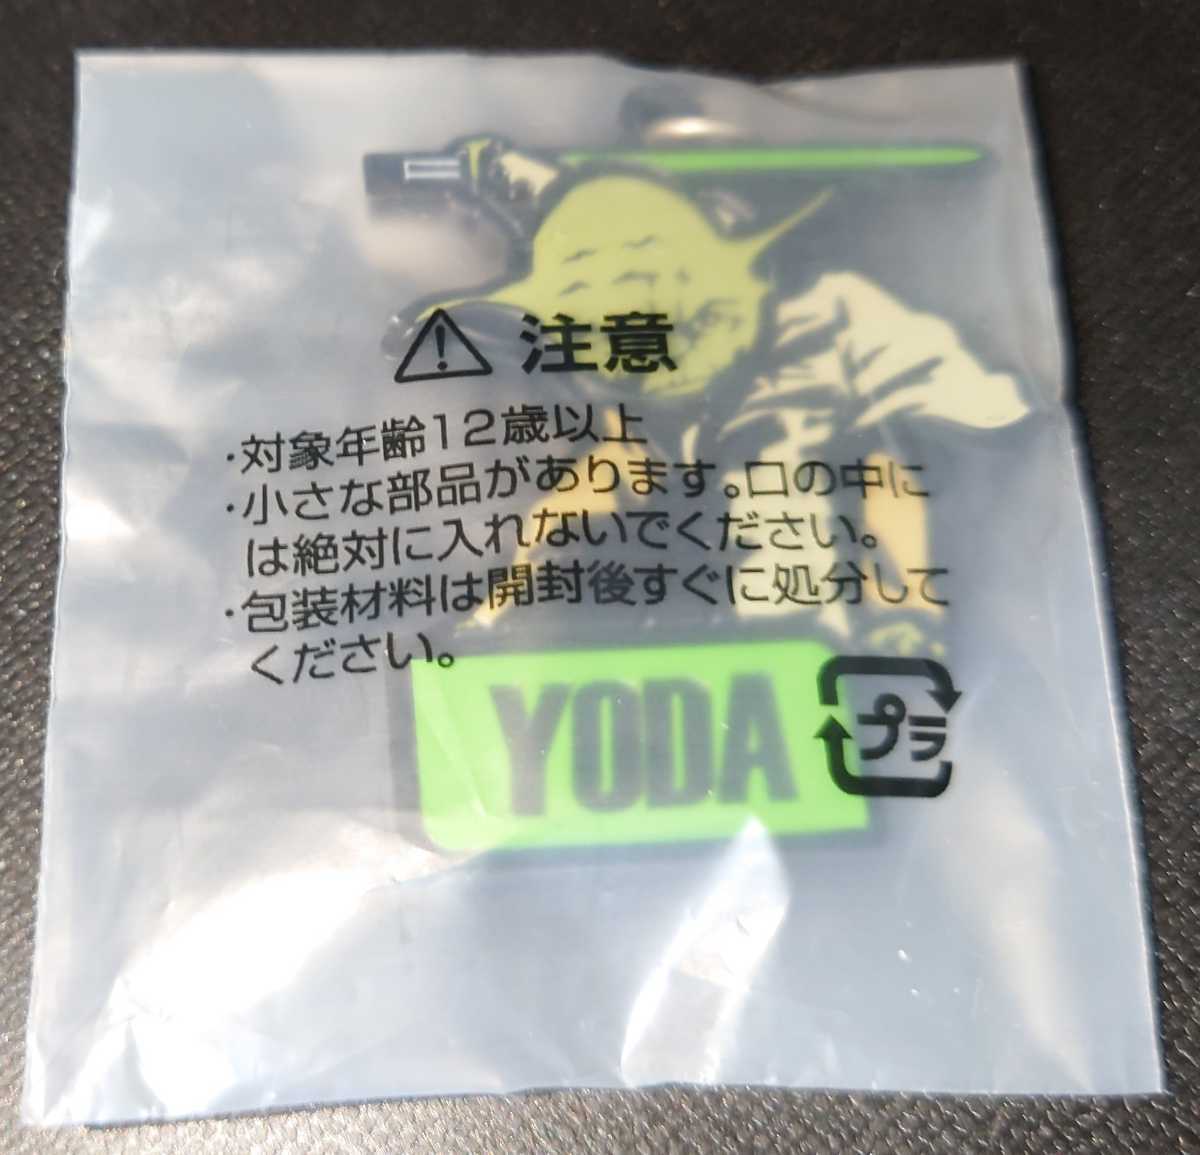 注意
・対象年齢12歳以上
・小さな部品があります。口の中に
は絶対に入れないでください。
・包装材料は開封後すぐに処分して
ください。
YODA
プラ